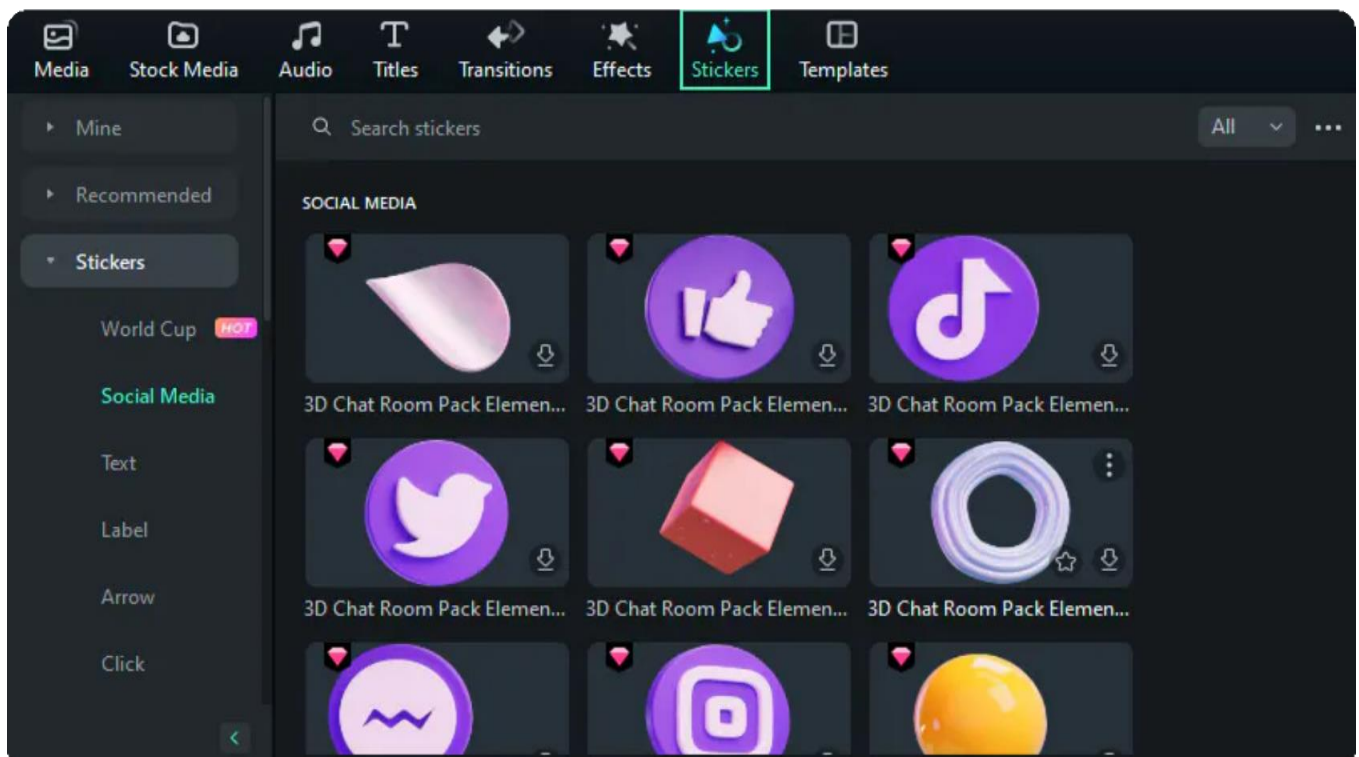 Media Stock Media Audio Titles Transitions Effects Stickers Templates
Mine
Search stickers
All
Recommended
Stickers
World Cup HOT
Social Media
Text
Label
Arrow
Click
SOCIAL MEDIA
3D Chat Room Pack Elemen... 3D Chat Room Pack Elemen... 3D Chat Room Pack Elemen...
3D Chat Room Pack Elemen... 3D Chat Room Pack Elemen... 3D Chat Room Pack Elemen...